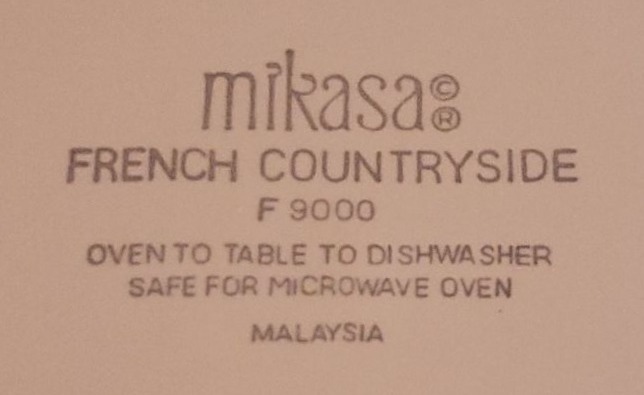 mikasa©®
FRENCH COUNTRYSIDE
F 9000
OVEN TO TABLE TO DISHWASHER
SAFE FOR MICROWAVE OVEN
MALAYSIA